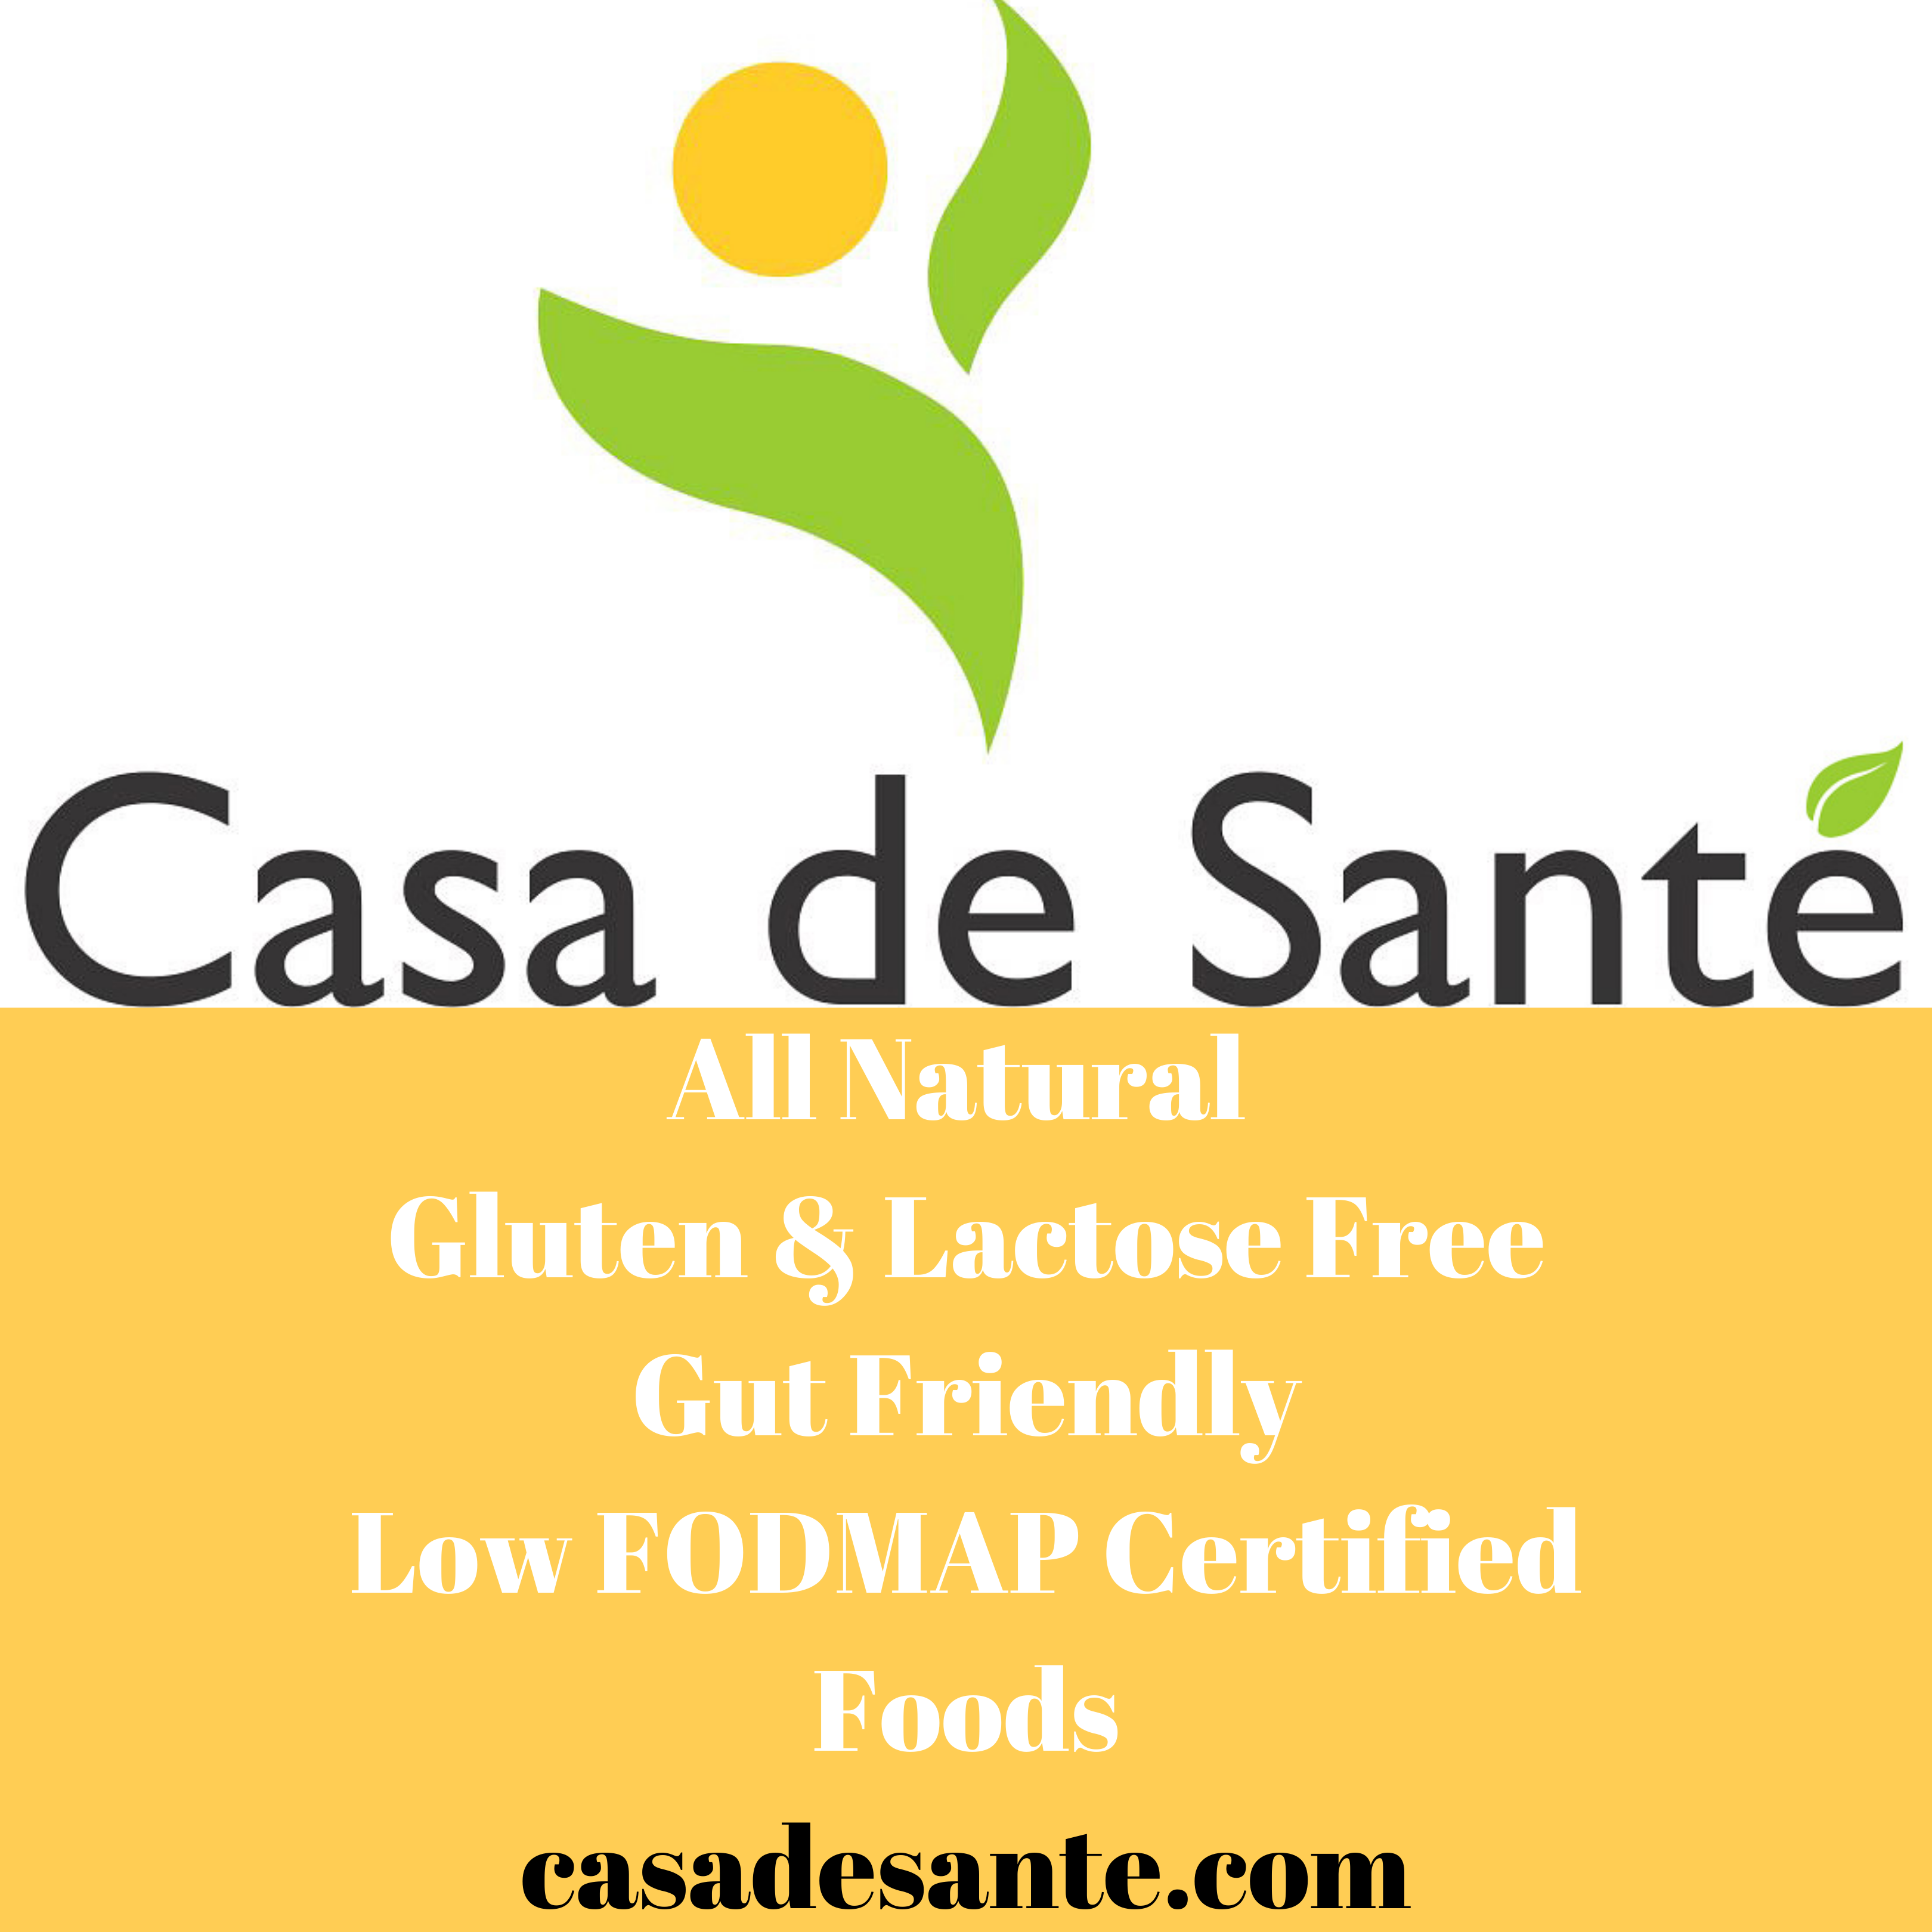 Casa de Santé
All Natural
Gluten & Lactose Free
Gut Friendly
Low FODMAP Certified
Foods
casadesante.com